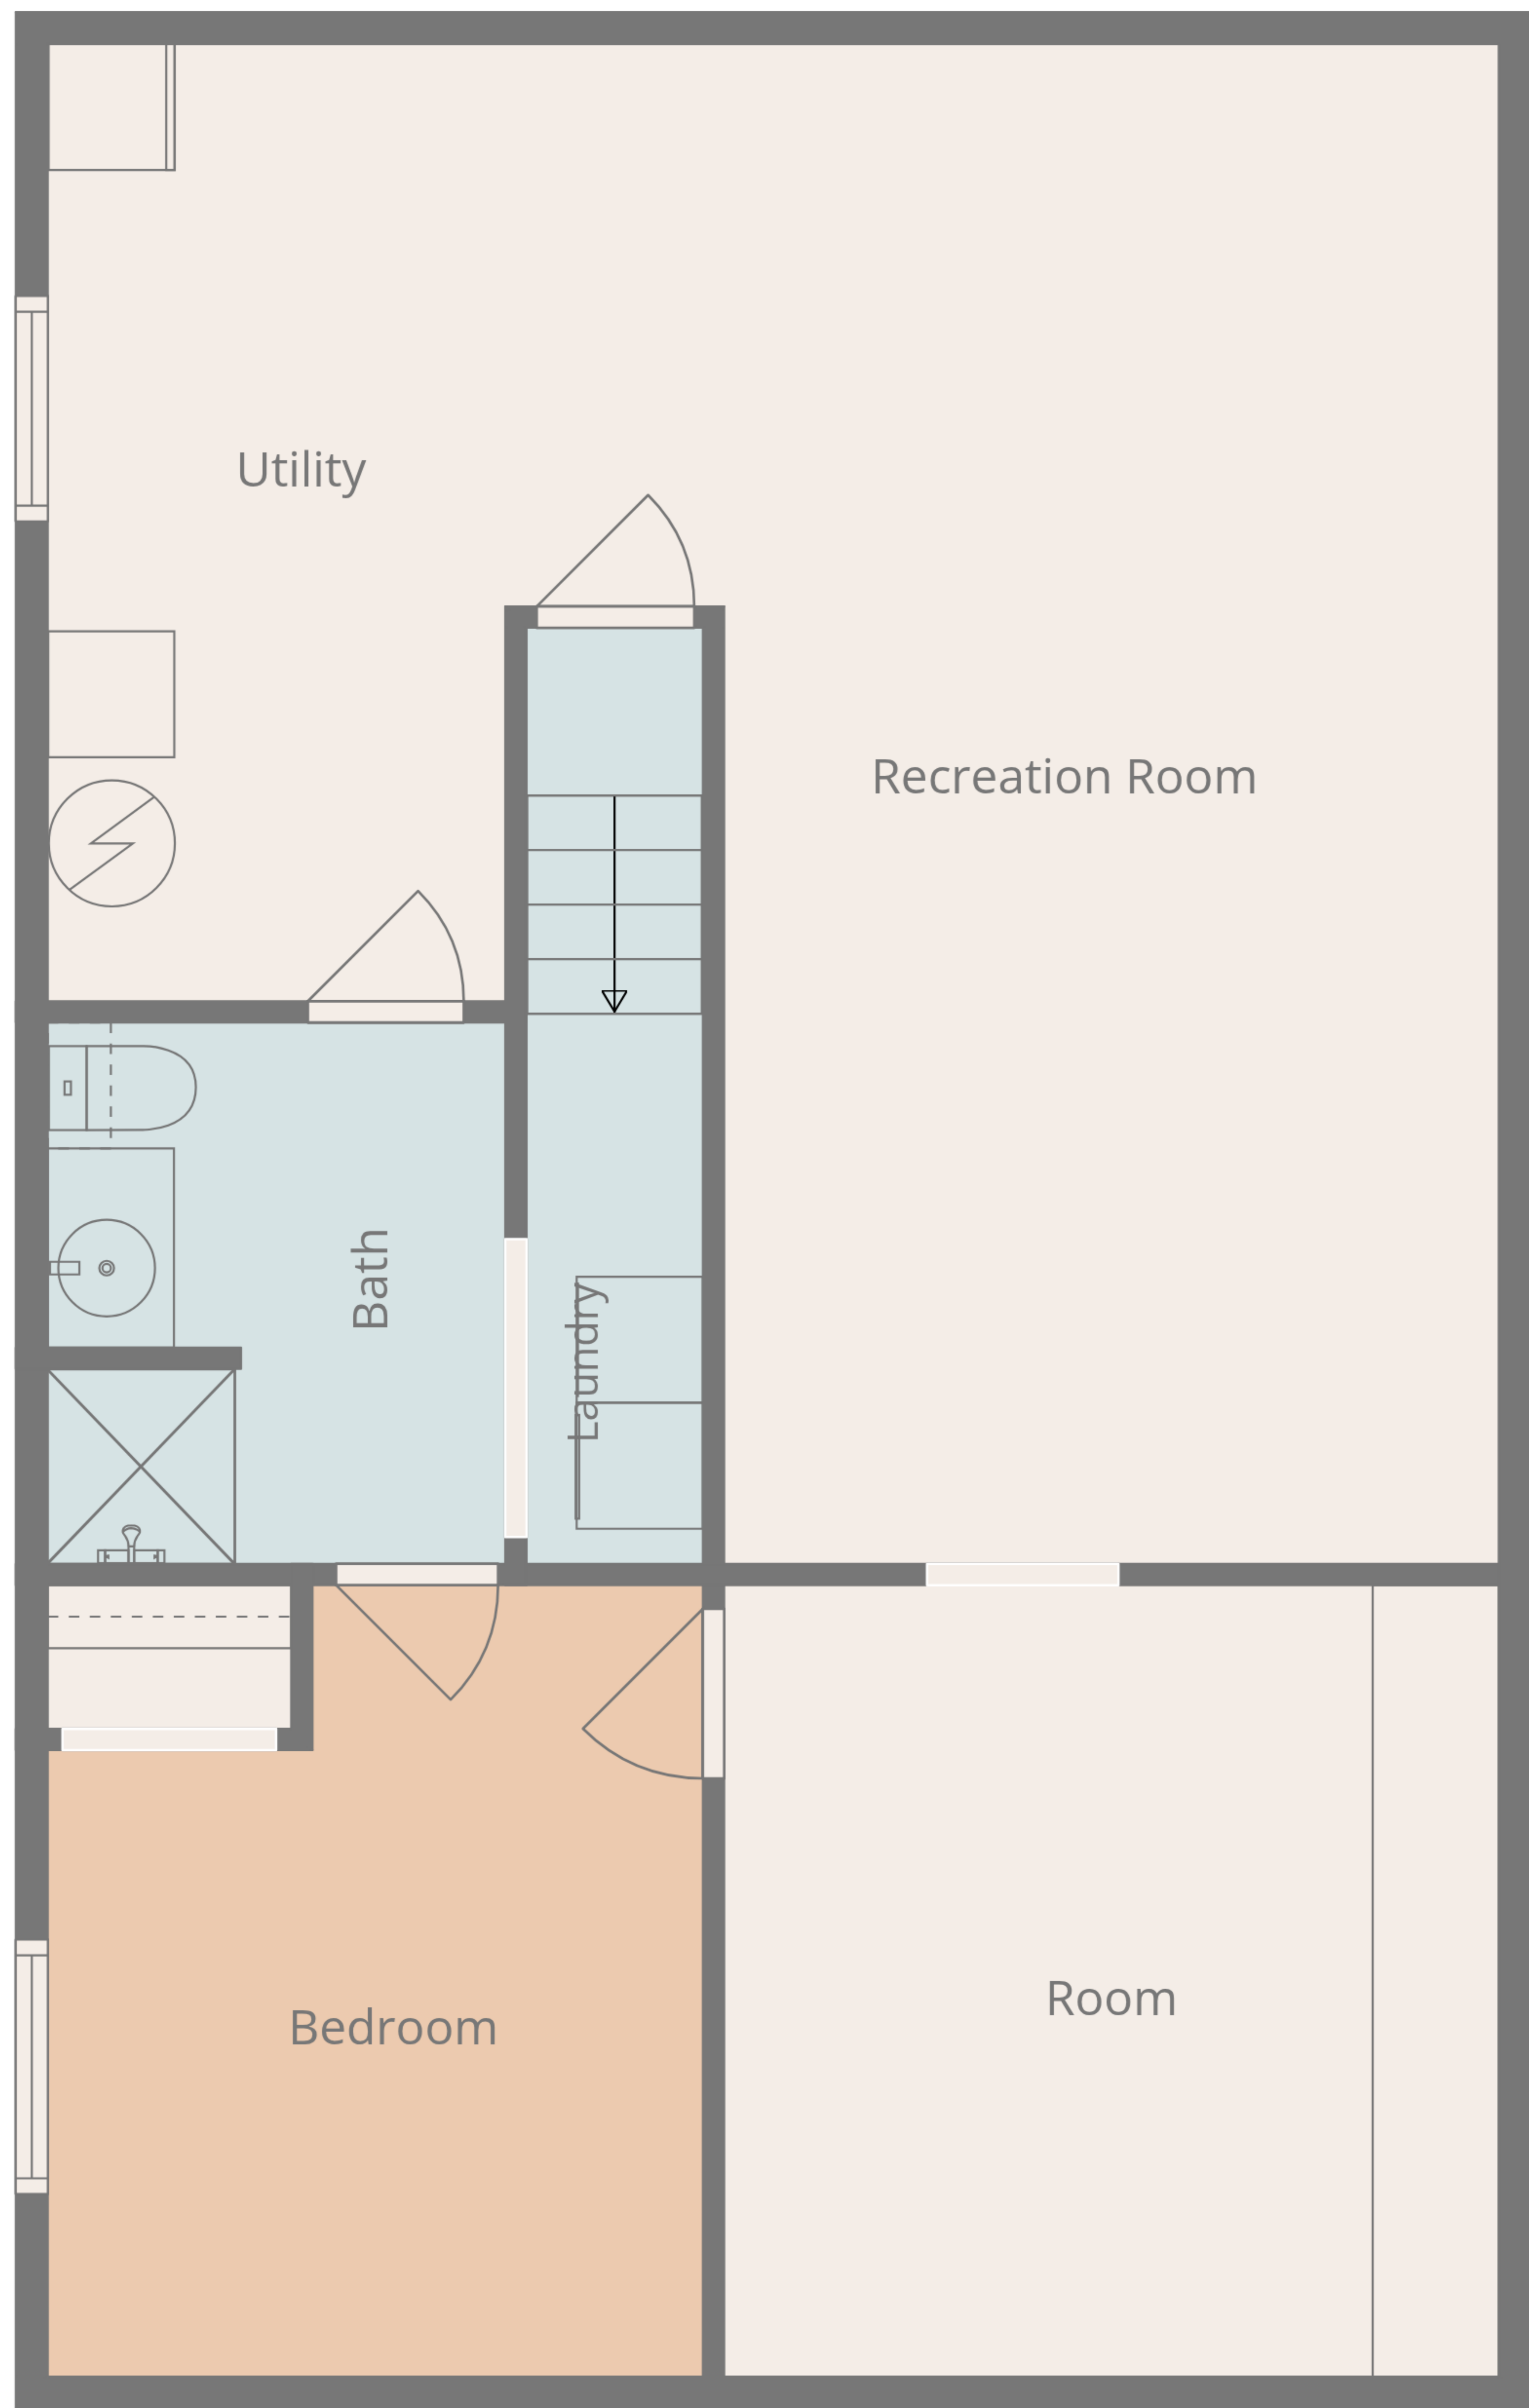 Utility
Recreation Room
Bath
Laundry
Room
Bedroom